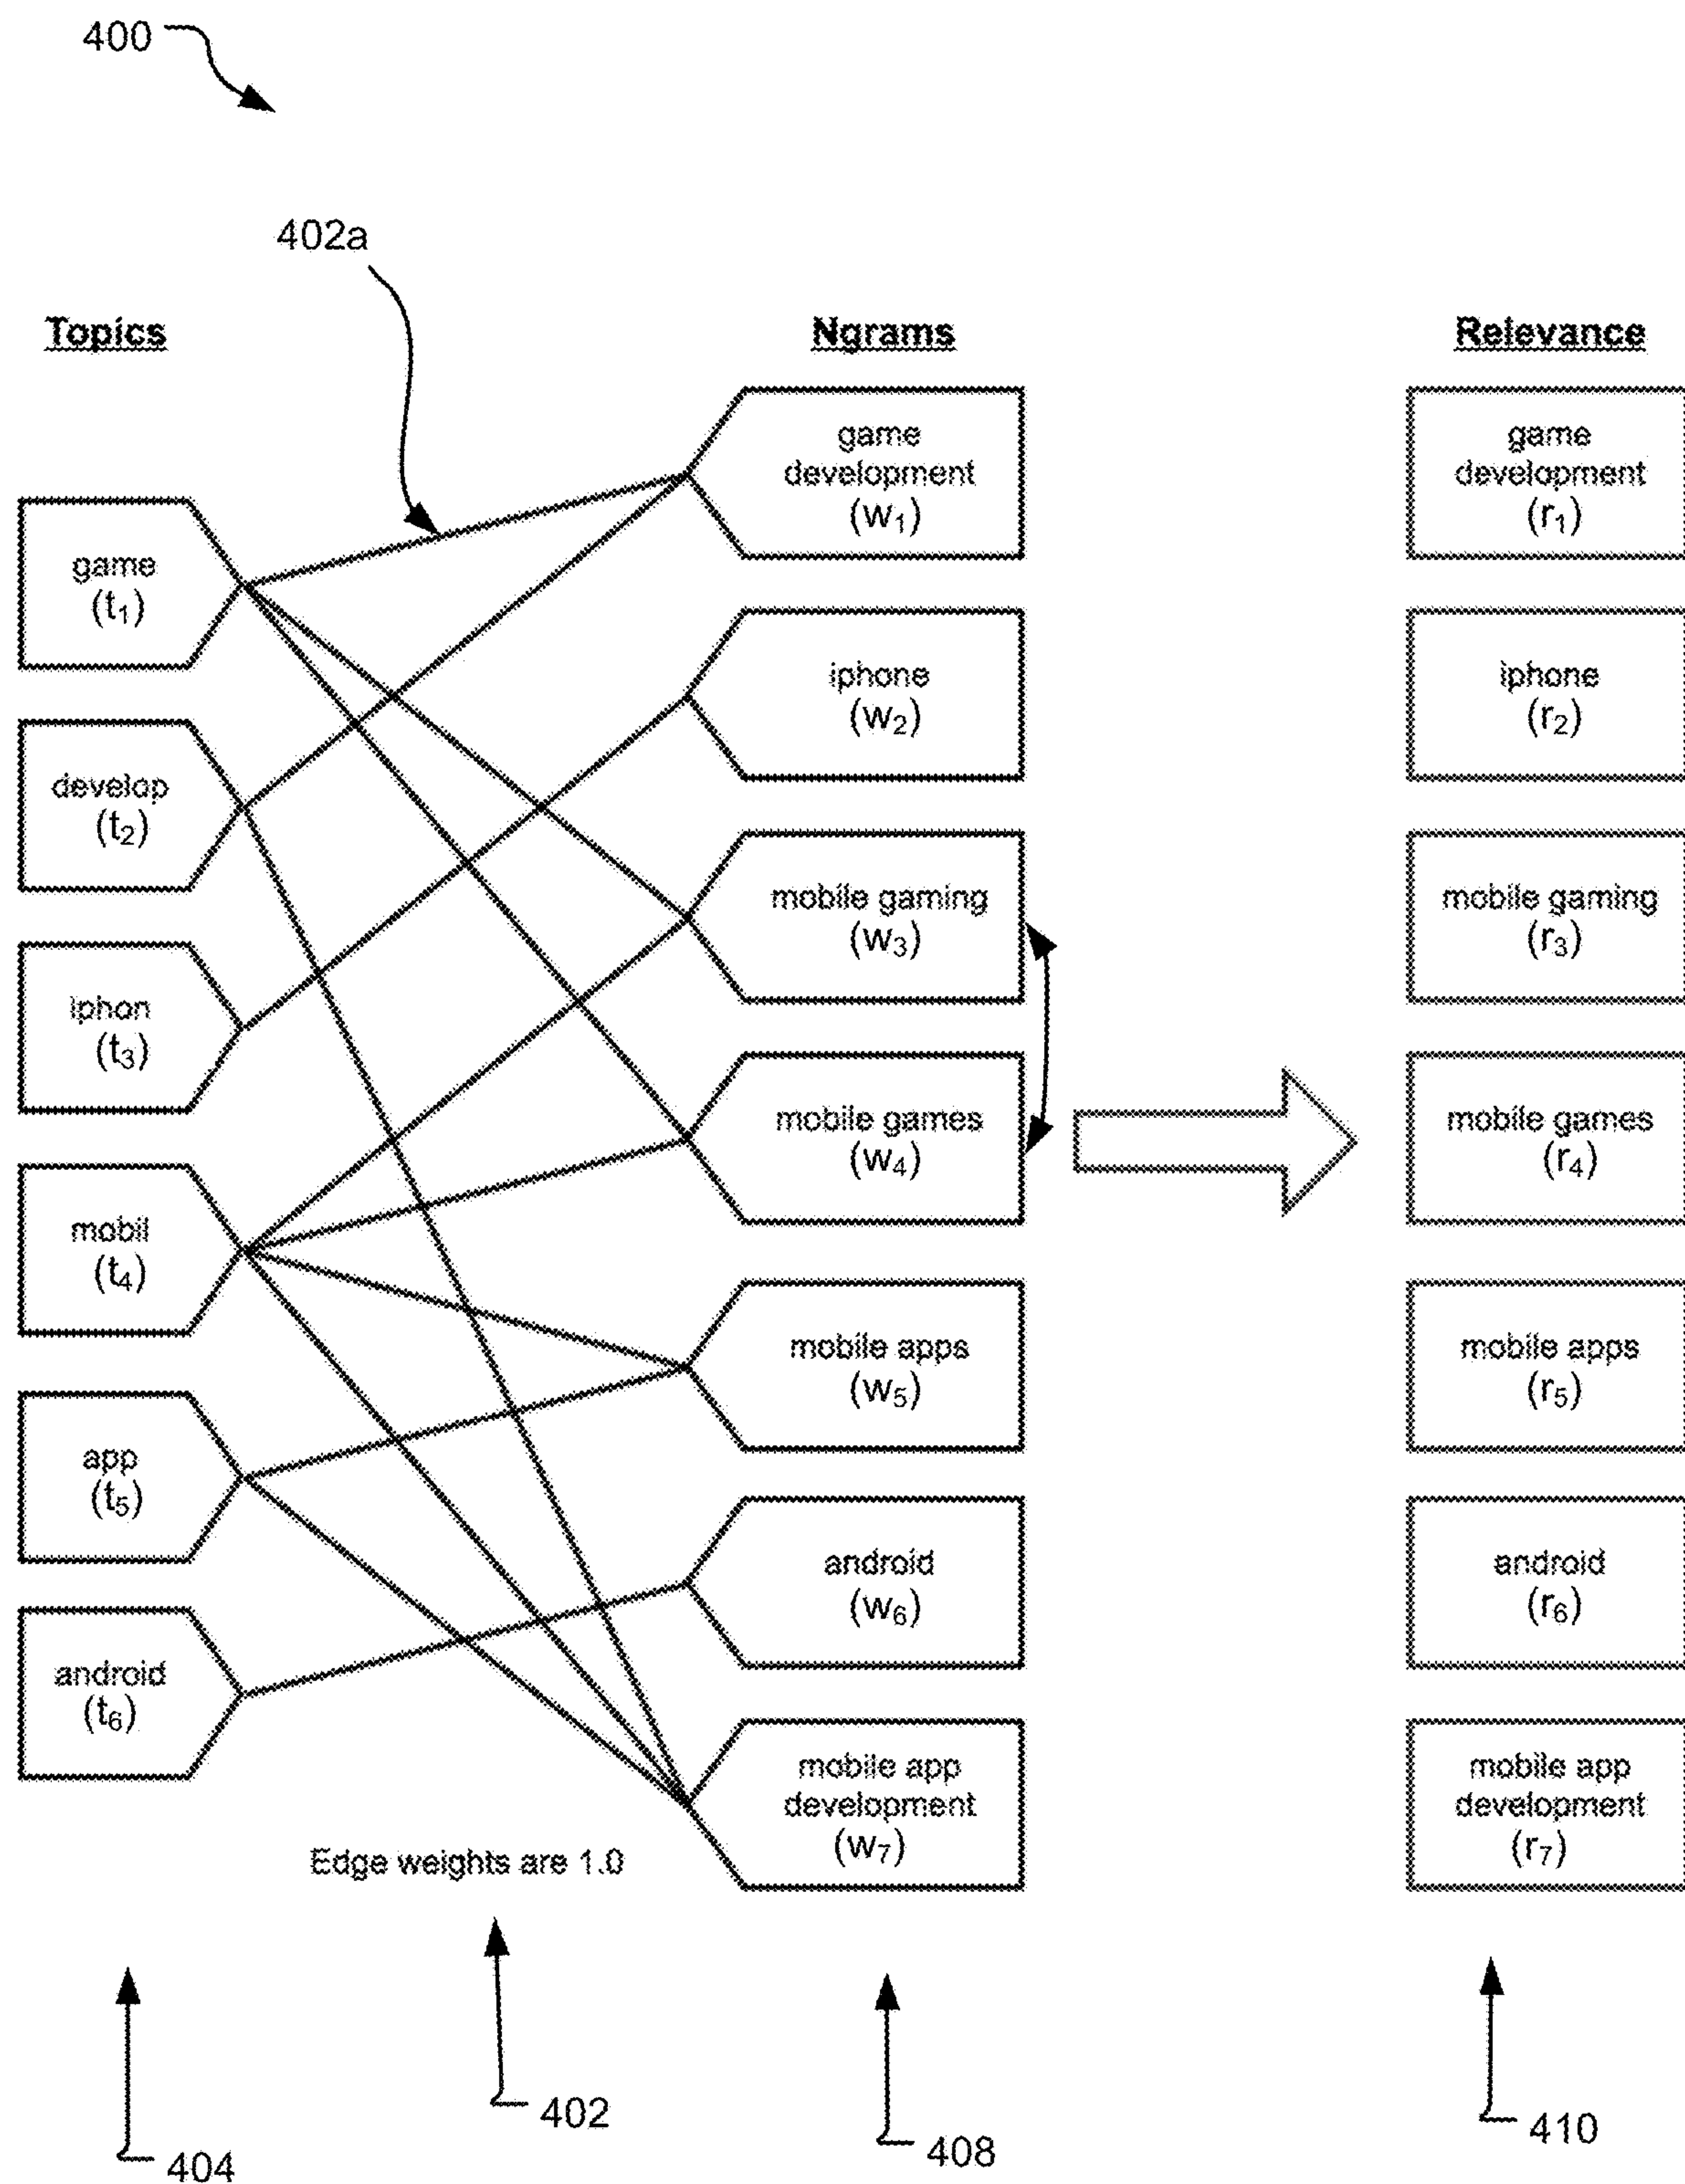 400
402a
Topics
Ngrams
Relevance
game
(t1)
develop
(t2)
iphon
(t3)
mobil
(t4)
app
(t5)
android
(t6)
game
development
(w1)
iphone
(w2)
mobile gaming
(w3)
mobile games
(w4)
mobile apps
(w5)
android
(w6)
mobile app
development
(w7)
game
development
(r1)
iphone
(r2)
mobile gaming
(r3)
mobile games
(r4)
mobile apps
(r5)
android
(r6)
mobile app
development
(r7)
Edge weights are 1.0
404
402
408
410